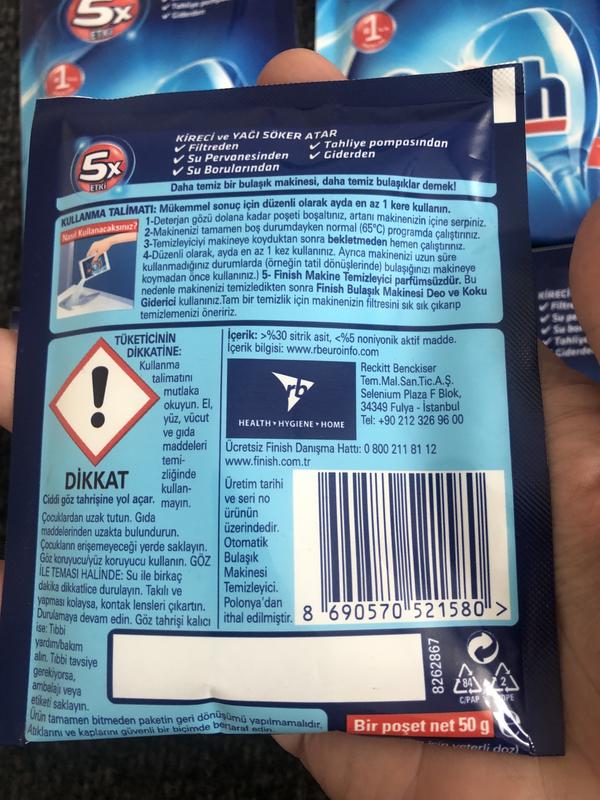 5x
ETKİ
Tahliye pompasından
Giderden
1
1
h
5x
ETKİ
KİRECİ ve YAĞI SÖKER ATAR
✓ Filtreden ✓ Tahliye pompasından
✓ Su Pervanesinden ✓ Giderden
✓ Su Borularından
Daha temiz bir bulaşık makinesi, daha temiz bulaşıklar demek!
KULLANMA TALİMATI: Mükemmel sonuç için düzenli olarak ayda en az 1 kere kullanın.
Nasıl Kullanacaksınız?
1-Deterjan gözü dolana kadar poşeti boşaltınız, artanı makinenizin içine serpiniz.
2-Makinenizi tamamen boş durumdayken normal (65°C) programda çalıştırınız.
3-Temizleyiciyi makineye koyduktan sonra bekletmeden hemen çalıştırınız.
4-Düzenli olarak, ayda en az 1 kez kullanınız. Ayrıca makinenizi uzun süre
kullanmadığınız durumlarda (örneğin tatil dönüşlerinde) bulaşığınızı makineye
koymadan önce kullanınız.) 5- Finish Makine Temizleyici parfümsüzdür. Bu
nedenle makinenizi temizledikten sonra Finish Bulaşık Makinesi Deo ve Koku
Giderici kullanınız.Tam bir temizlik için makinenizin filtresini sık sık çıkarıp
temizlemenizi öneririz.
TÜKETİCİNİN
DİKKATİNE:
Kullanma
talimatını
mutlaka
okuyun. El,
yüz, vücut
ve gıda
maddeleri
temi-
zliğinde
kullan-
mayın.
DİKKAT
Ciddi göz tahrişine yol açar.
Çocuklardan uzak tutun. Gıda
maddelerinden uzakta bulundurun.
Çocukların erişemeyeceği yerde saklayın.
Göz koruyucu/yüz koruyucu kullanın. GÖZ
İLE TEMASI HALİNDE: Su ile birkaç
dakika dikkatlice durulayın. Takılı ve
yapması kolaysa, kontak lensleri çıkartın.
Durulamaya devam edin. Göz tahrişi kalıcı
ise: Tıbbi
yardım/bakım
alın. Tıbbi tavsiye
gerekiyorsa,
ambalajı veya
etiketi saklayın.
Ürün tamamen bitmeden paketin geri dönüşümü yapılmamalıdır.
Atıklarını ve kaplarını güvenli bir biçimde bertaraf edin.
İçerik: >%30 sitrik asit, <%5 noniyonik aktif madde.
İçerik bilgisi: www.rbeuroinfo.com
rb
HEALTH • HYGIENE • HOME
Reckitt Benckiser
Tem.Mal.San.Tic.A.Ş.
Selenium Plaza F Blok,
34349 Fulya - İstanbul
Tel: +90 212 326 96 00
Ücretsiz Finish Danışma Hattı: 0 800 211 81 12
www.finish.com.tr
Üretim tarihi
ve seri no
ürünün
üzerindedir.
Otomatik
Bulaşık
Makinesi
Temizleyici.
Polonya'dan
ithal edilmiştir.
8 690570 521580 >
8262867
84
C/PAP
2
Bir poşet net 50 g
için yeterli doz)